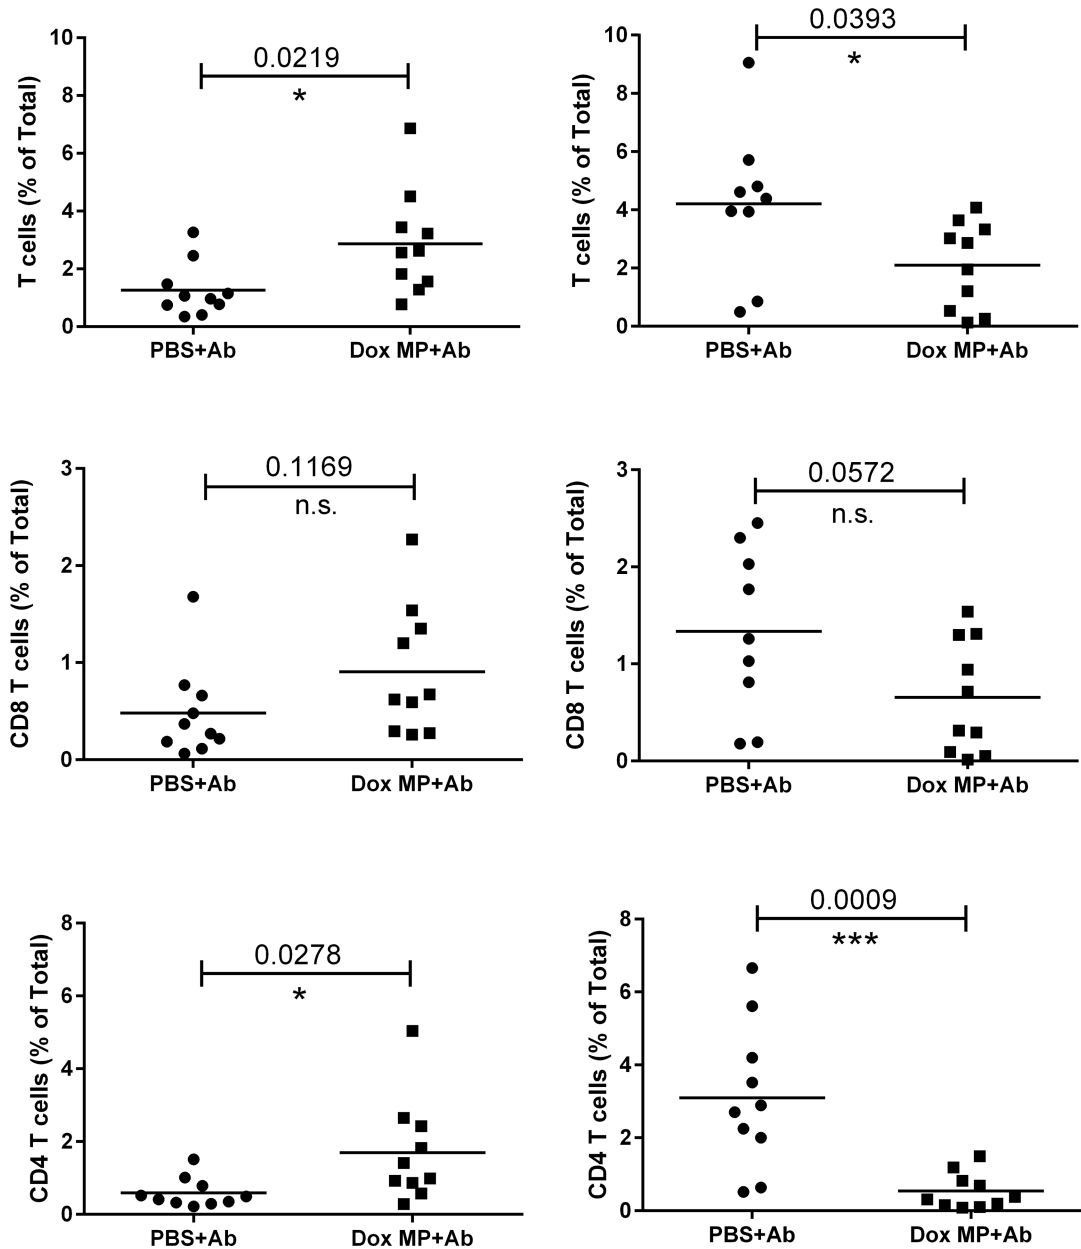 0.0219
*
T cells (% of Total)
10
8
6
4
2
0
PBS+Ab
Dox MP+Ab
0.0393
*
T cells (% of Total)
10
8
6
4
2
0
PBS+Ab
Dox MP+Ab
0.1169
n.s.
CD8 T cells (% of Total)
3
2
1
0
PBS+Ab
Dox MP+Ab
0.0572
n.s.
CD8 T cells (% of Total)
3
2
1
0
PBS+Ab
Dox MP+Ab
0.0278
*
CD4 T cells (% of Total)
8
6
4
2
0
PBS+Ab
Dox MP+Ab
0.0009
***
CD4 T cells (% of Total)
8
6
4
2
0
PBS+Ab
Dox MP+Ab